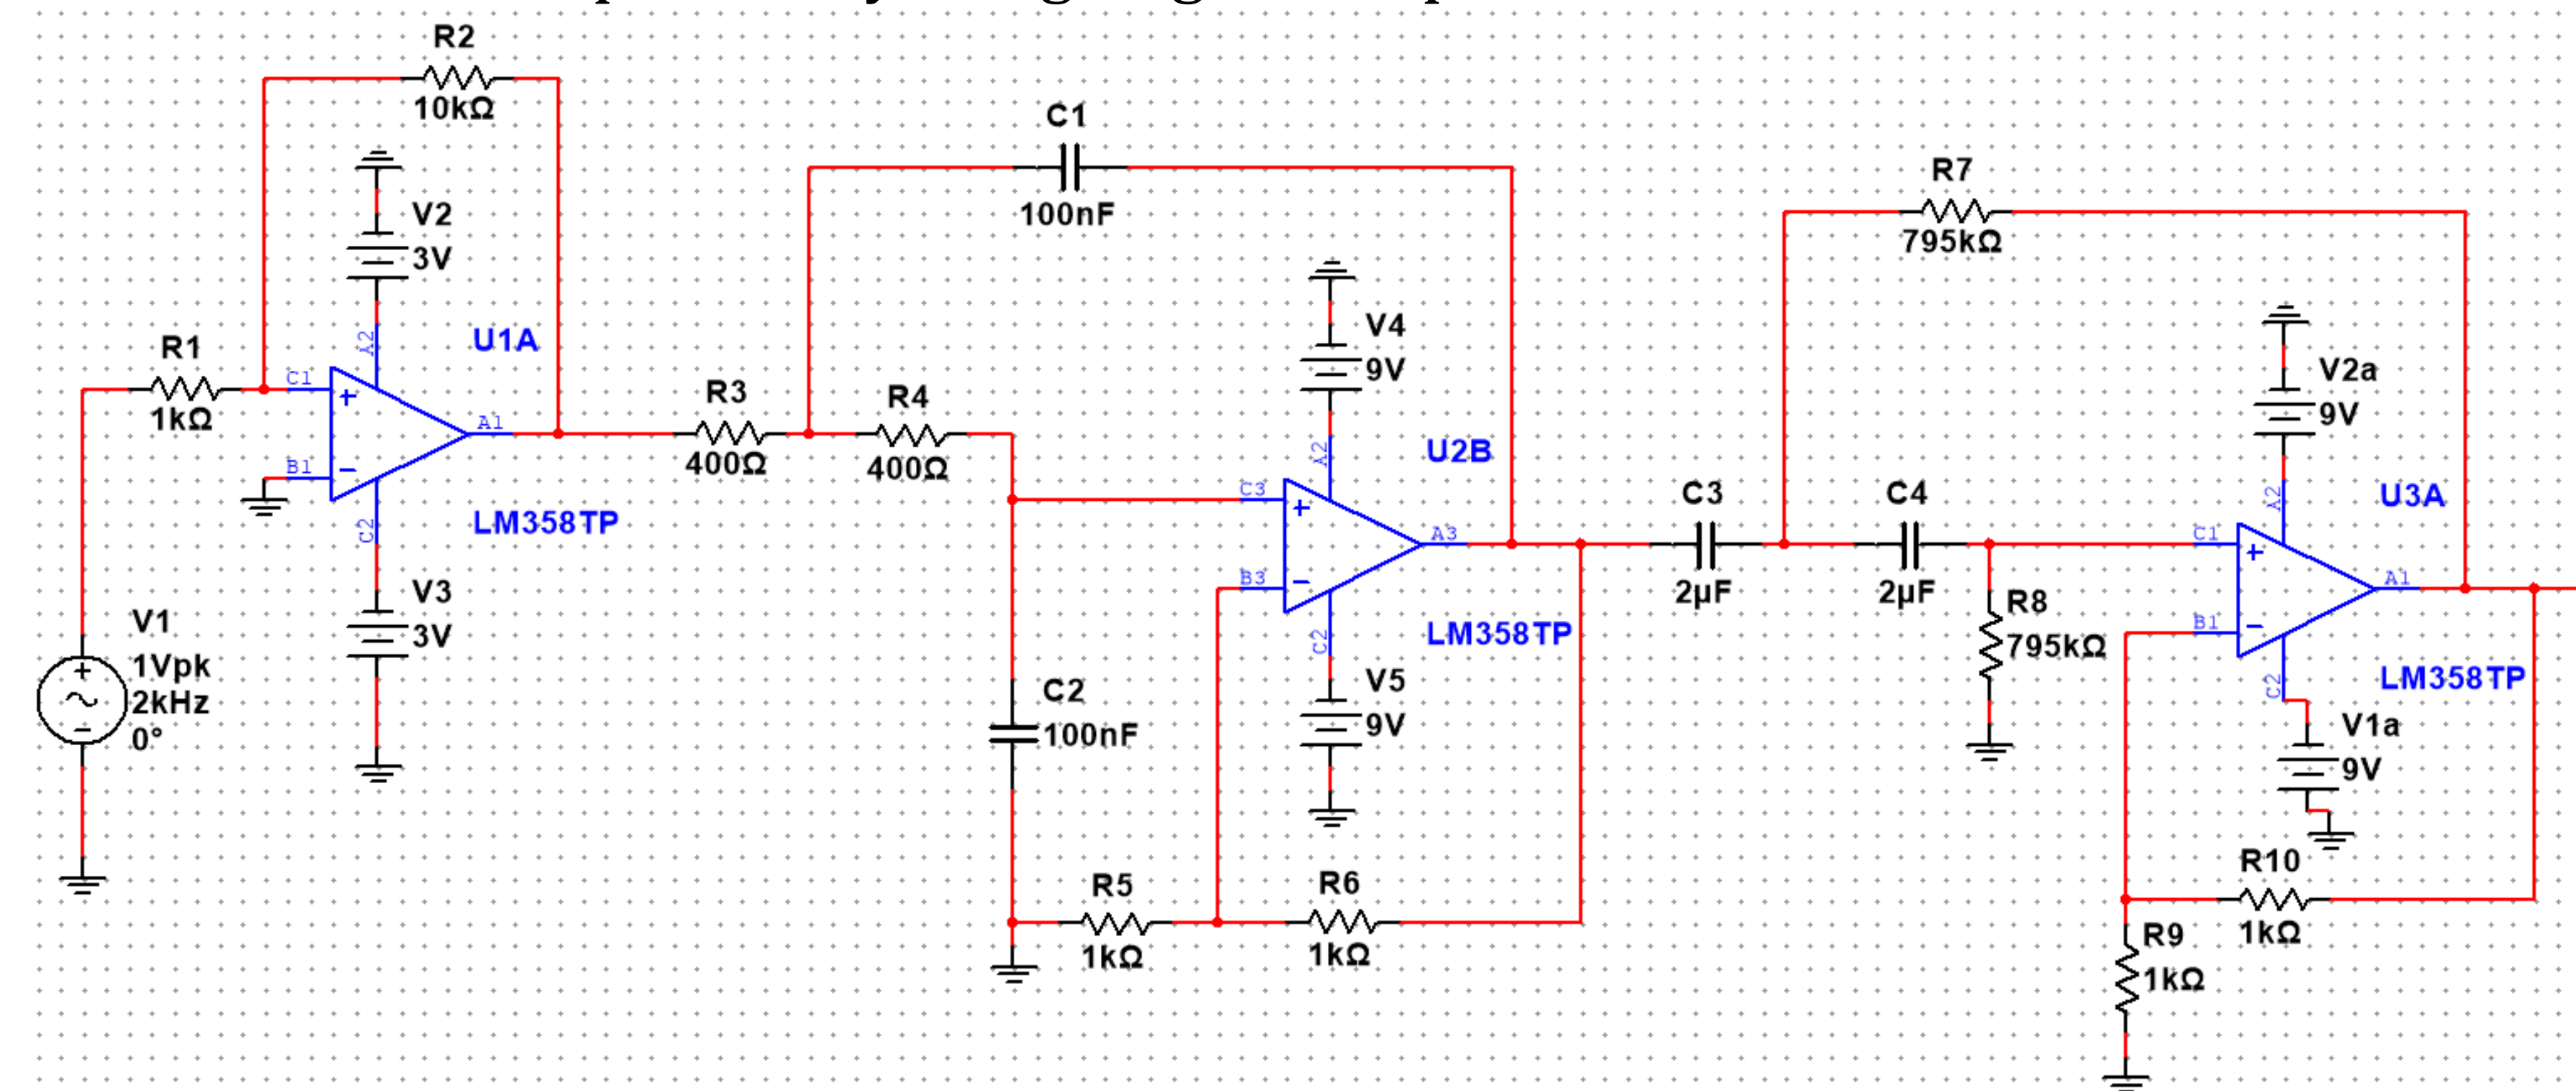 R2
10kΩ
V2
3V
A2
U1A
R1
1kΩ
C1
+
A1
B1
−
C2
LM358TP
V3
3V
V1
1Vpk
2kHz
0°
+
~
−
C1
100nF
R3
400Ω
R4
400Ω
V4
9V
A2
U2B
C3
+
A3
B3
−
C2
LM358TP
V5
9V
C2
100nF
R5
1kΩ
R6
1kΩ
R7
795kΩ
C3
2µF
C4
2µF
V2a
9V
A2
U3A
C1
+
A1
B1
−
C2
LM358TP
R8
795kΩ
V1a
9V
R10
1kΩ
R9
1kΩ